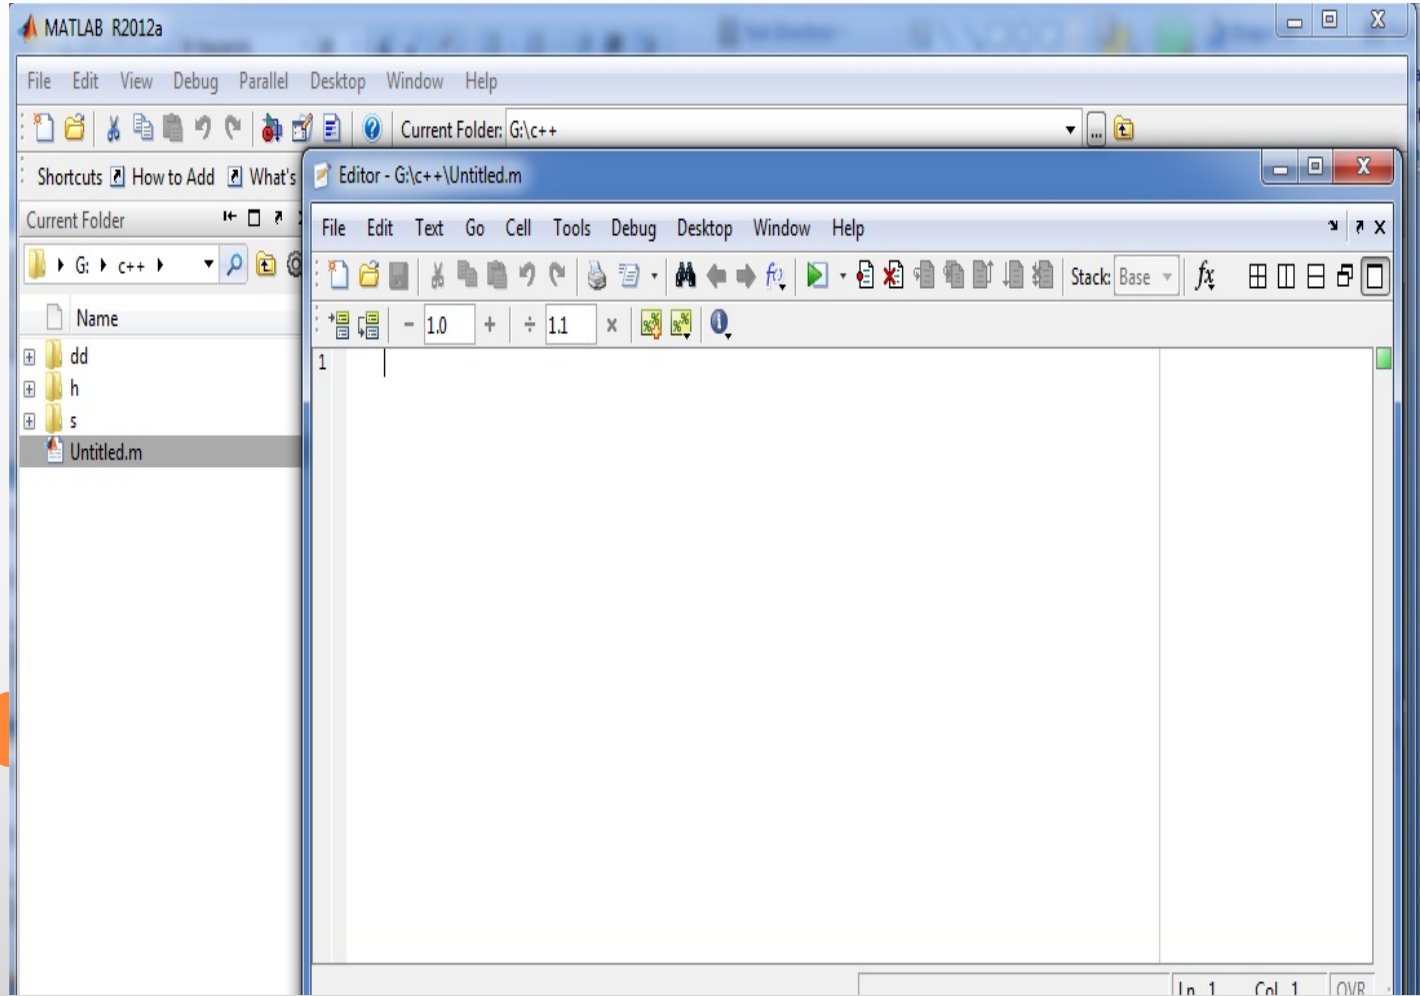 MATLAB R2012a
File Edit View Debug Parallel Desktop Window Help
Current Folder: G:\c++
Shortcuts How to Add What's
Editor - G:\c++\Untitled.m
Current Folder
File Edit Text Go Cell Tools Debug Desktop Window Help
G: c++
Stack: Base fx
Name
- 1.0 + ÷ 1.1 ×
dd
1
h
s
Untitled.m
Ln 1 Col 1 OVR